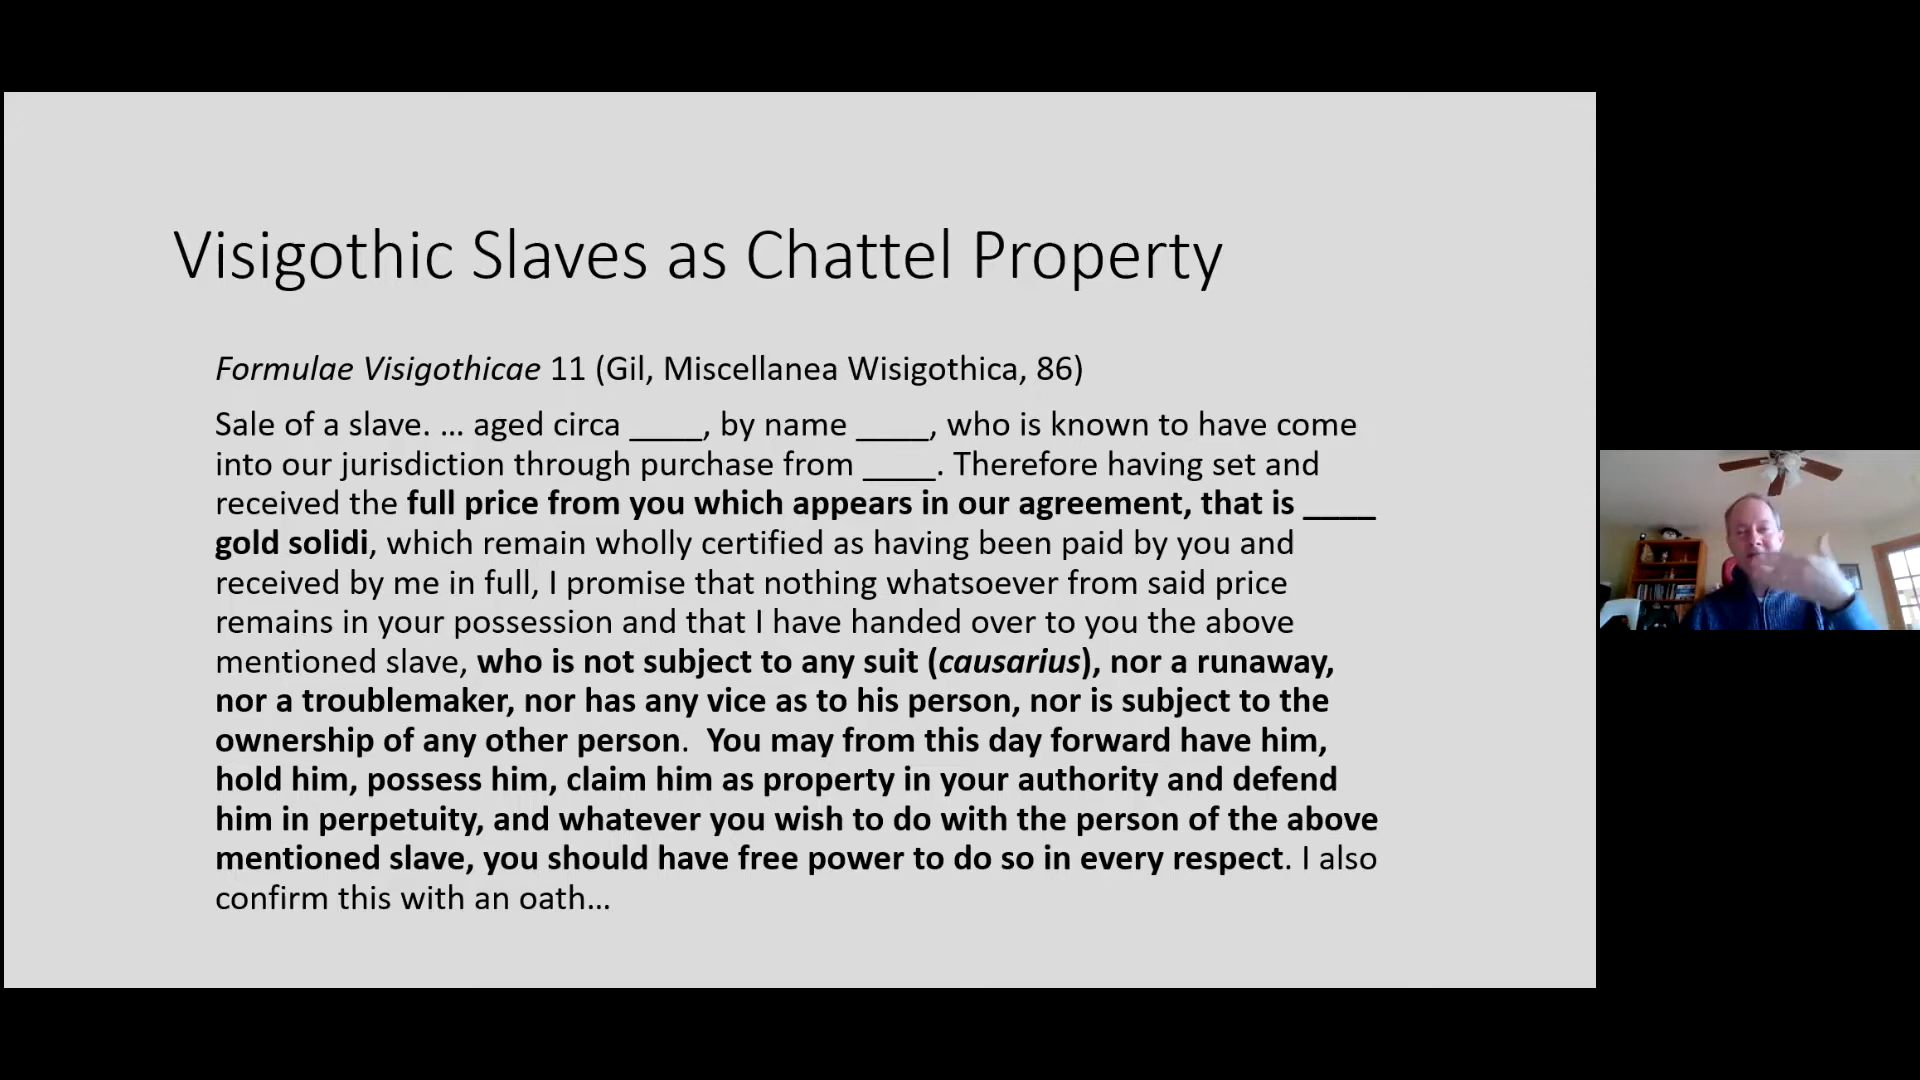 Visigothic Slaves as Chattel Property
Formulae Visigothicae 11 (Gil, Miscellanea Wisigothica, 86)
Sale of a slave. … aged circa ____, by name ____, who is known to have come
into our jurisdiction through purchase from ____. Therefore having set and
received the full price from you which appears in our agreement, that is ____
gold solidi, which remain wholly certified as having been paid by you and
received by me in full, I promise that nothing whatsoever from said price
remains in your possession and that I have handed over to you the above
mentioned slave, who is not subject to any suit (causarius), nor a runaway,
nor a troublemaker, nor has any vice as to his person, nor is subject to the
ownership of any other person.  You may from this day forward have him,
hold him, possess him, claim him as property in your authority and defend
him in perpetuity, and whatever you wish to do with the person of the above
mentioned slave, you should have free power to do so in every respect. I also
confirm this with an oath…